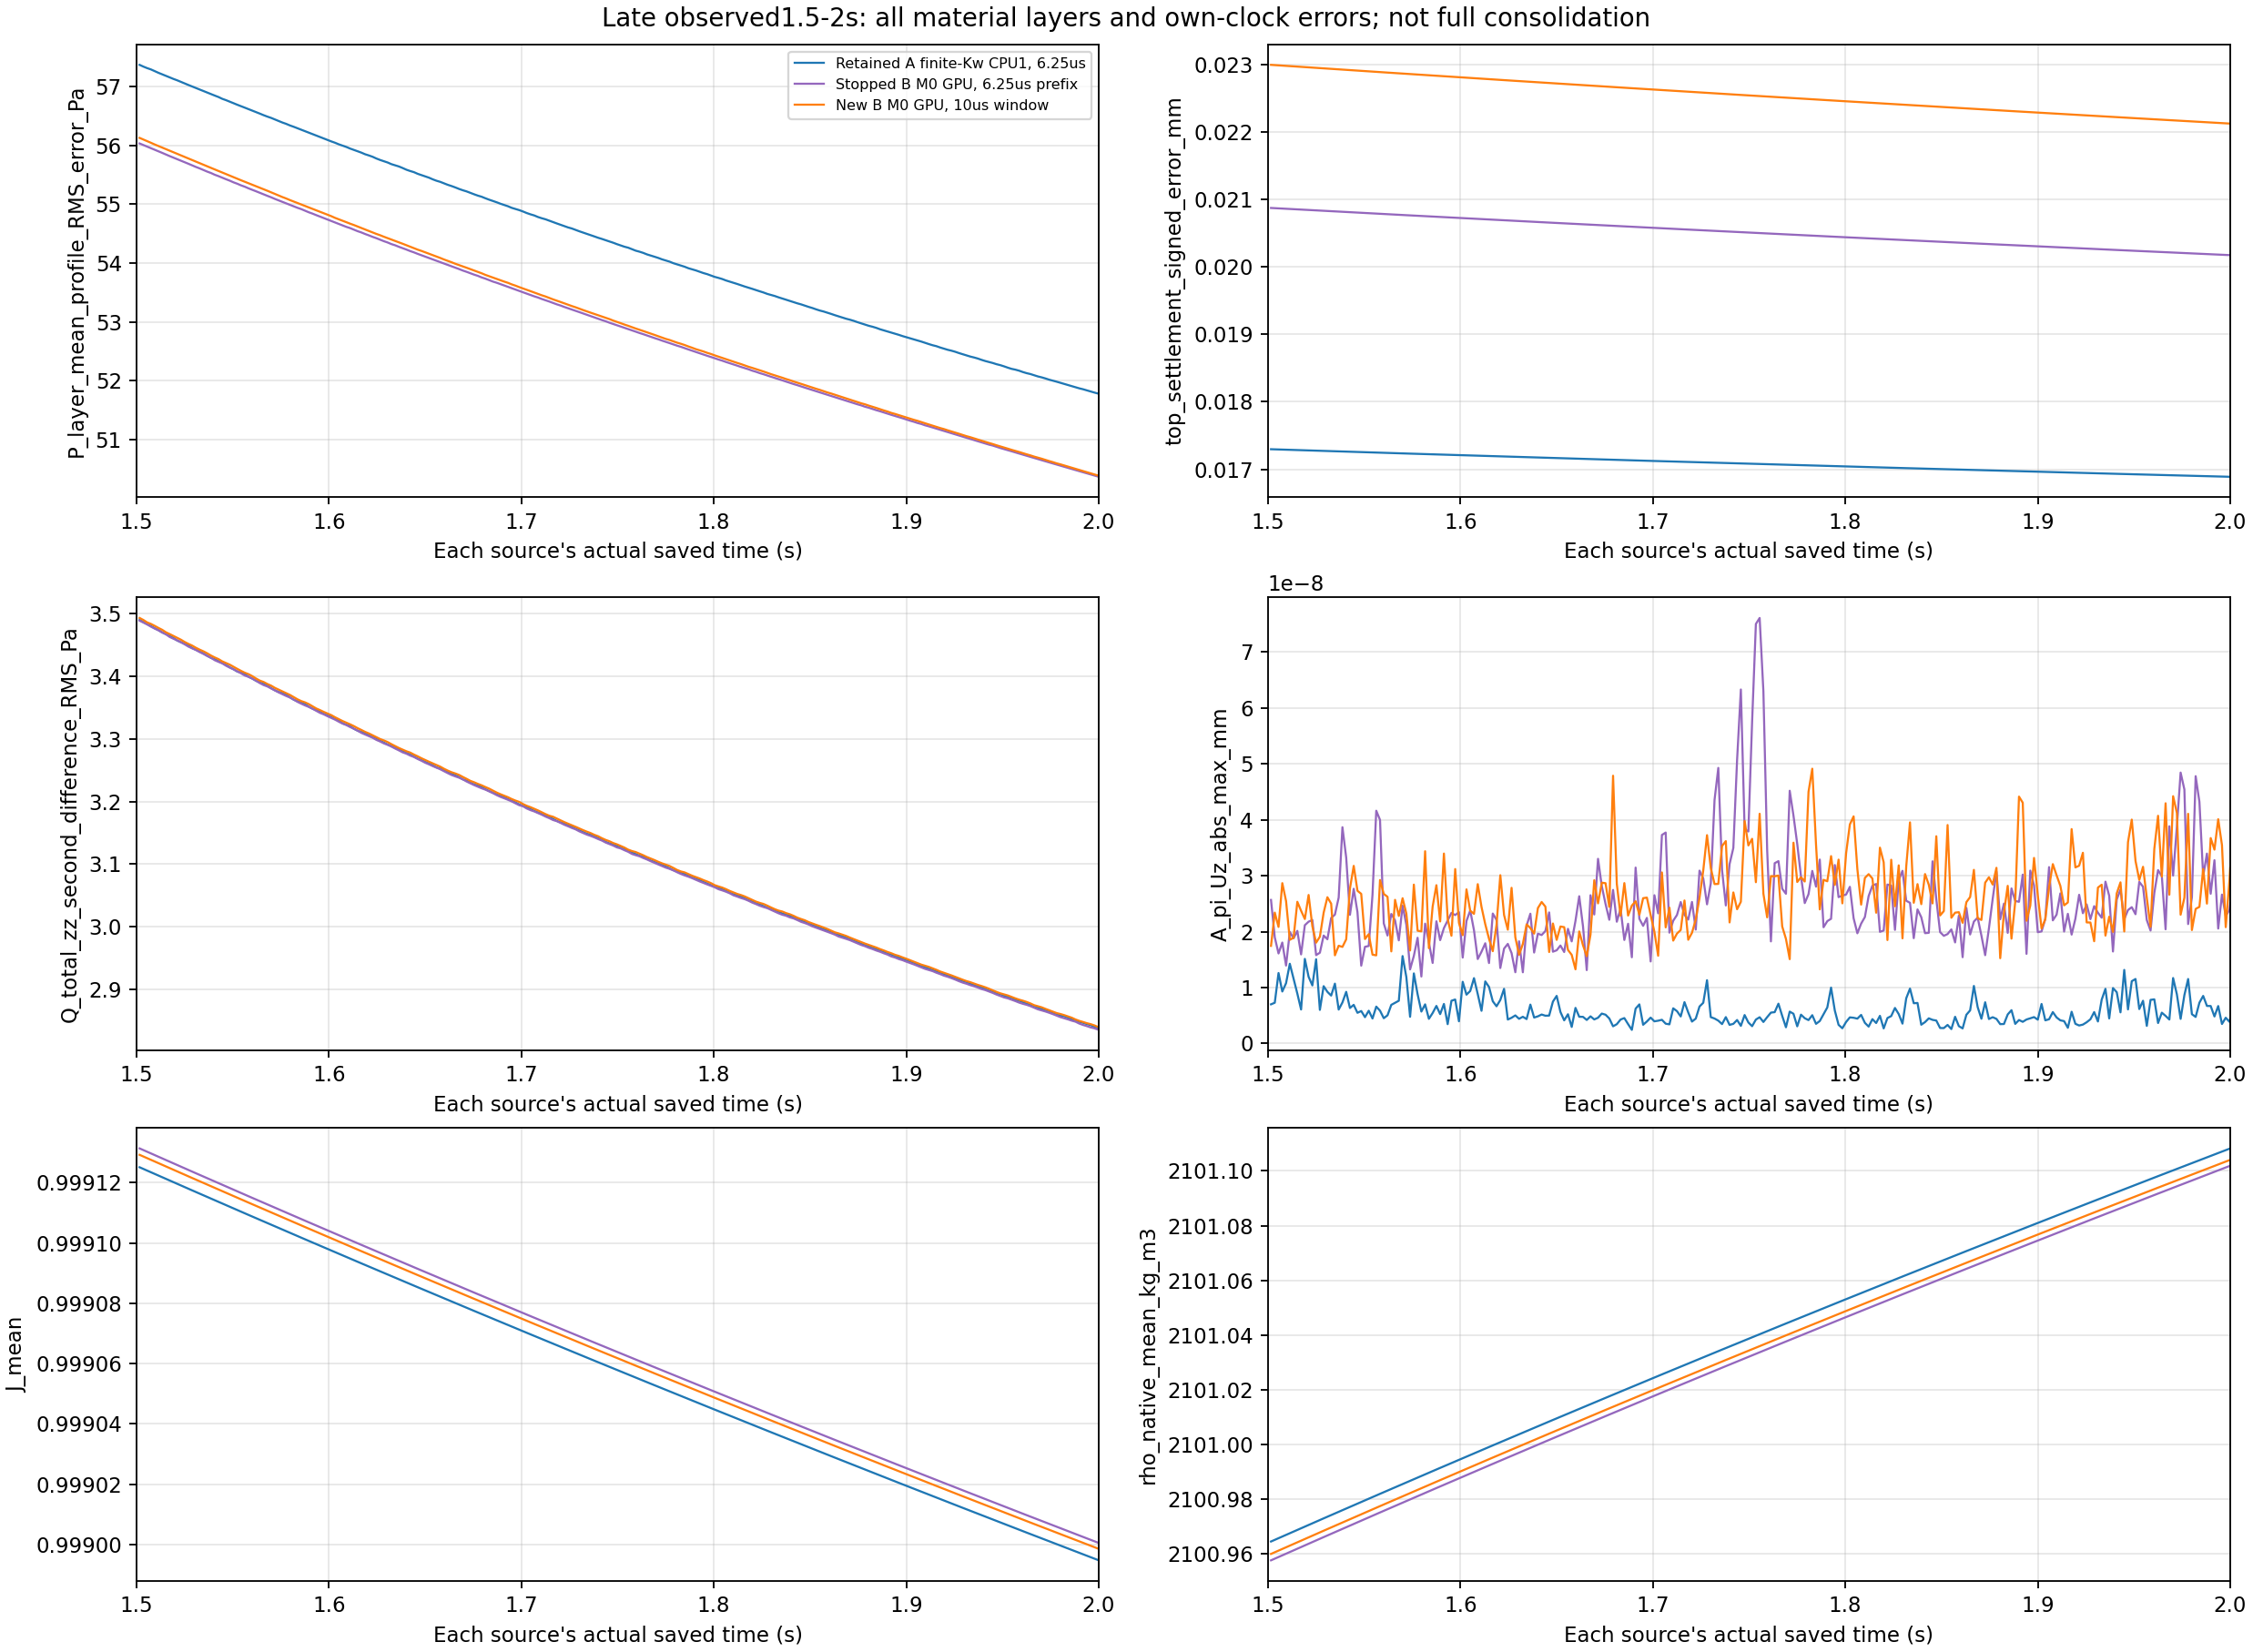 Late observed1.5-2s: all material layers and own-clock errors; not full consolidation
P_layer_mean_profile_RMS_error_Pa
57
56
55
54
53
52
51
Retained A finite-Kw CPU1, 6.25us
Stopped B M0 GPU, 6.25us prefix
New B M0 GPU, 10us window
1.5 1.6 1.7 1.8 1.9 2.0
Each source's actual saved time (s)
top_settlement_signed_error_mm
0.023
0.022
0.021
0.020
0.019
0.018
0.017
1.5 1.6 1.7 1.8 1.9 2.0
Each source's actual saved time (s)
Q_total_zz_second_difference_RMS_Pa
3.5
3.4
3.3
3.2
3.1
3.0
2.9
1.5 1.6 1.7 1.8 1.9 2.0
Each source's actual saved time (s)
1e−8
A_pi_Uz_abs_max_mm
7
6
5
4
3
2
1
0
1.5 1.6 1.7 1.8 1.9 2.0
Each source's actual saved time (s)
J_mean
0.999912
0.999910
0.999908
0.999906
0.999904
0.999902
0.999900
1.5 1.6 1.7 1.8 1.9 2.0
Each source's actual saved time (s)
rho_native_mean_kg_m3
2101.10
2101.08
2101.06
2101.04
2101.02
2101.00
2100.98
2100.96
1.5 1.6 1.7 1.8 1.9 2.0
Each source's actual saved time (s)